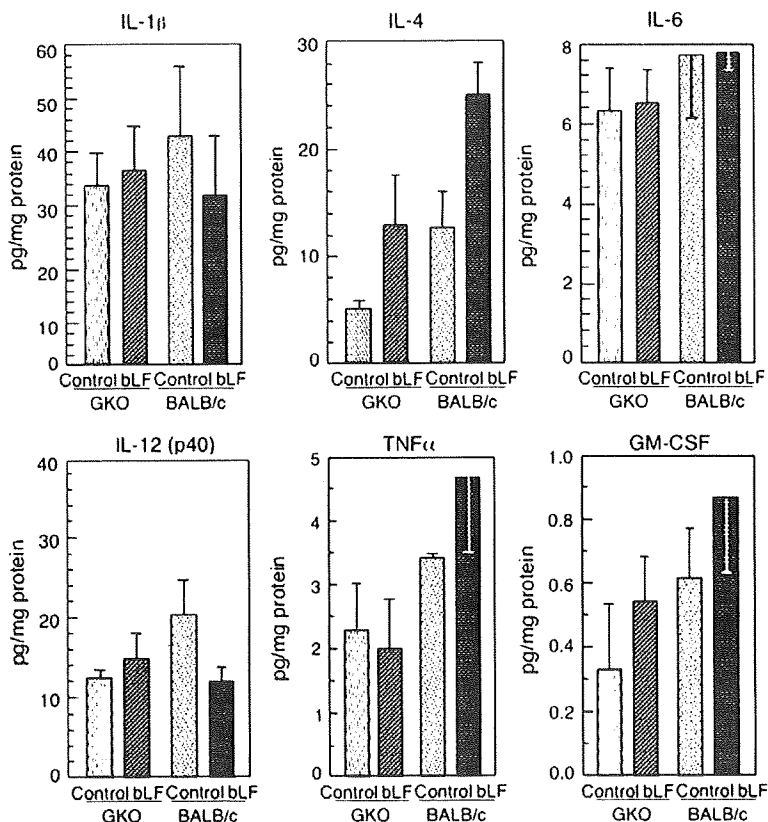 IL-1β
60
50
40
30
20
10
0
pg/mg protein
Control bLF Control bLF
GKO BALB/c
IL-4
30
20
10
0
pg/mg protein
Control bLF Control bLF
GKO BALB/c
IL-6
8
6
4
2
0
pg/mg protein
Control bLF Control bLF
GKO BALB/c
IL-12 (p40)
40
30
20
10
0
pg/mg protein
Control bLF Control bLF
GKO BALB/c
TNFα
5
4
3
2
1
0
pg/mg protein
Control bLF Control bLF
GKO BALB/c
GM-CSF
1.0
0.8
0.6
0.4
0.2
0.0
pg/mg protein
Control bLF Control bLF
GKO BALB/c